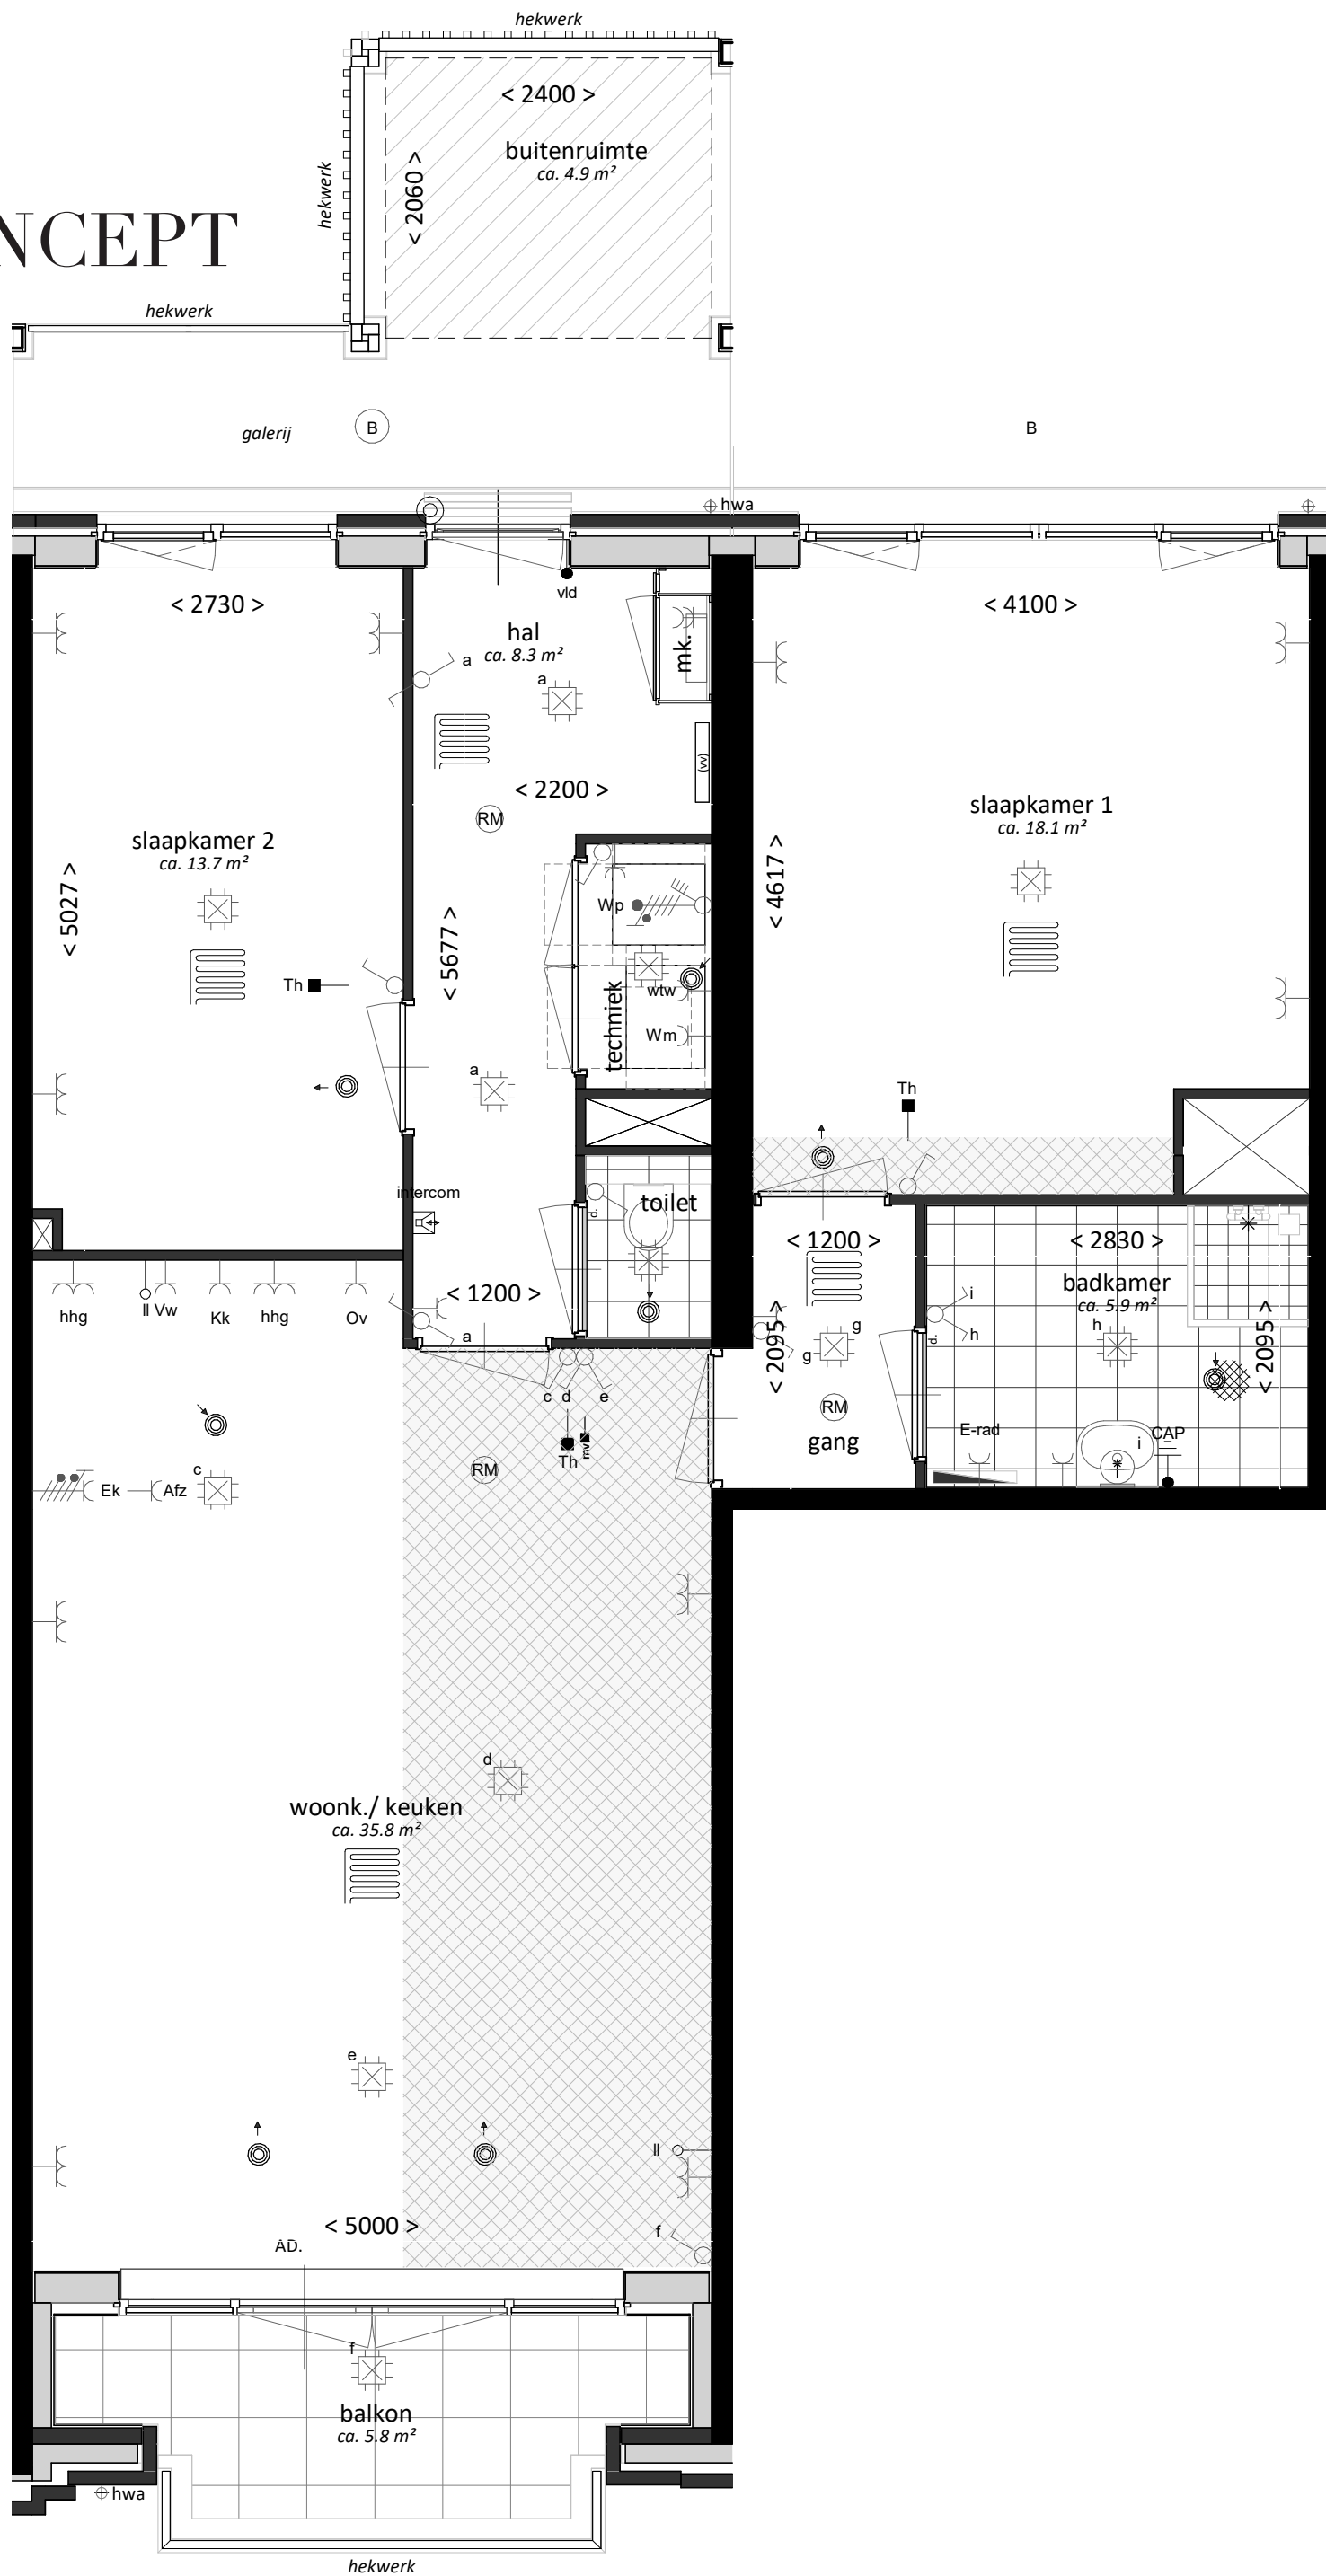 hekwerk
< 2400 >
buitenruimte
ca. 4.9 m²
< 2060 >
hekwerk
NCEPT
hekwerk
galerij
B
B
hwa
vld
< 2730 >
hal
ca. 8.3 m²
a
a
mk.
< 4100 >
(vv)
< 2200 >
RM
slaapkamer 2
ca. 13.7 m²
slaapkamer 1
ca. 18.1 m²
< 5027 >
< 5677 >
< 4617 >
Wp
Th
wtw
techniek
Wm
a
Th
intercom
toilet
d.
< 1200 >
< 2830 >
badkamer
ca. 5.9 m²
< 1200 >
hhg
II
Vw
Kk
hhg
Ov
a
< 2095 >
g
g
i
h
d.
h
< 2095 >
c
d
e
Th
mv
RM
RM
gang
E-rad
i
CAP
Ek
Afz
c
d
woonk./ keuken
ca. 35.8 m²
e
II
f
< 5000 >
AD.
f
balkon
ca. 5.8 m²
hwa
hekwerk